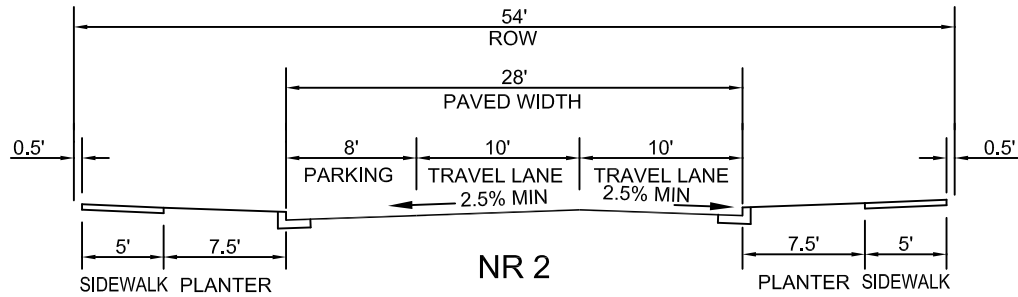 54'
ROW
28'
PAVED WIDTH
0.5' 8' 10' 10' 0.5'
PARKING TRAVEL LANE TRAVEL LANE
2.5% MIN 2.5% MIN
5' 7.5' 7.5' 5'
SIDEWALK PLANTER NR 2 PLANTER SIDEWALK